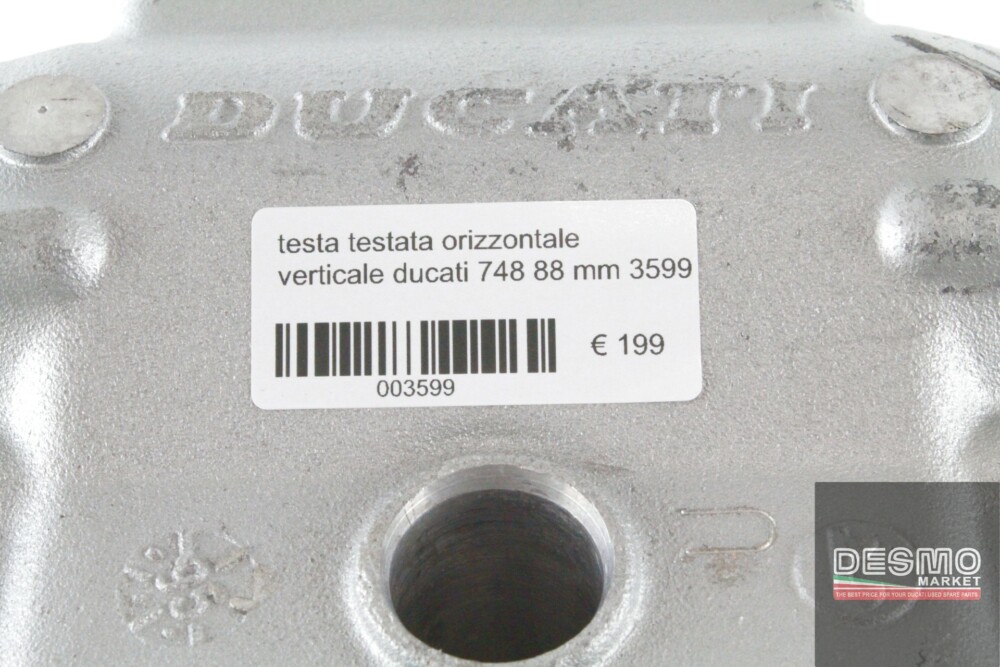 DUCATI
testa testata orizzontale
verticale ducati 748 88 mm 3599
€ 199
003599
DESMO
MARKET
THE BEST PRICE FOR YOUR DUCATI USED SPARE PARTS